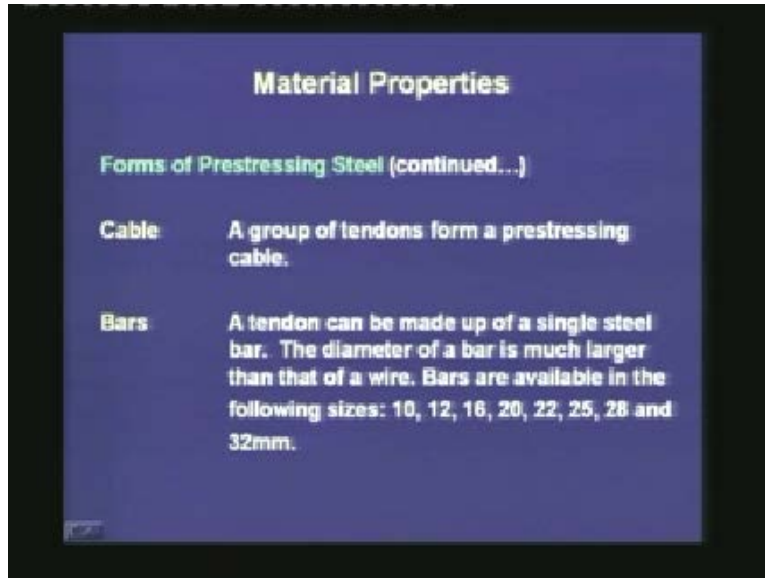 Material Properties
Forms of Prestressing Steel (continued...)
Cable A group of tendons form a prestressing
cable.
Bars A tendon can be made up of a single steel
bar. The diameter of a bar is much larger
than that of a wire. Bars are available in the
following sizes: 10, 12, 16, 20, 22, 25, 28 and
32mm.